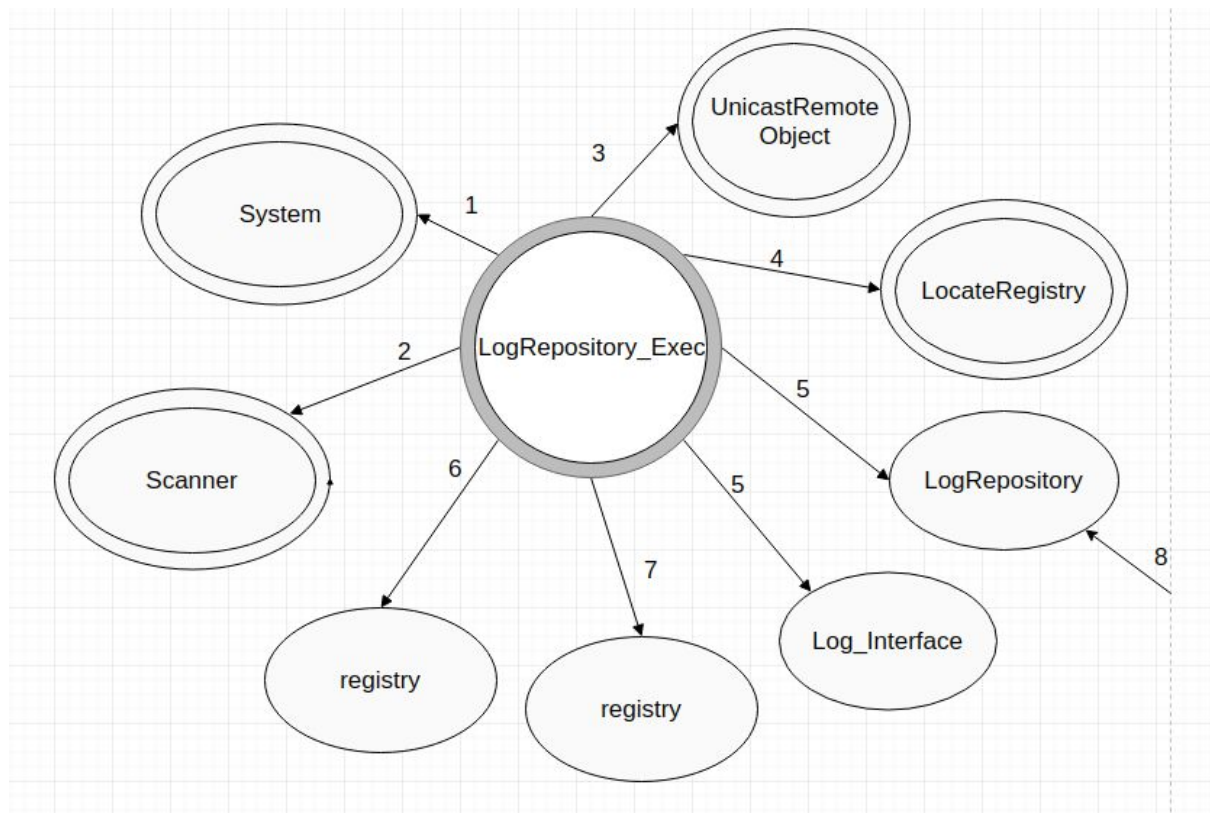 UnicastRemote
Object
3
System
1
4
LocateRegistry
2
LogRepository_Exec
5
Scanner
6
5
LogRepository
7
8
Log_Interface
registry
registry